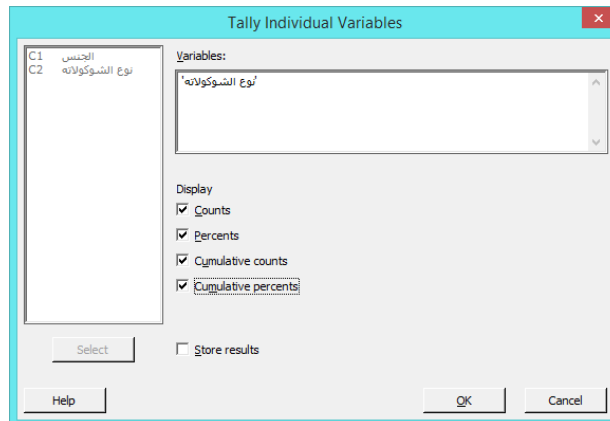 Tally Individual Variables
C1 الجنس
C2 نوع الشوكولاته
Variables:
'نوع الشوكولاته'
Display
Counts
Percents
Cumulative counts
Cumulative percents
Select
Store results
Help
OK
Cancel